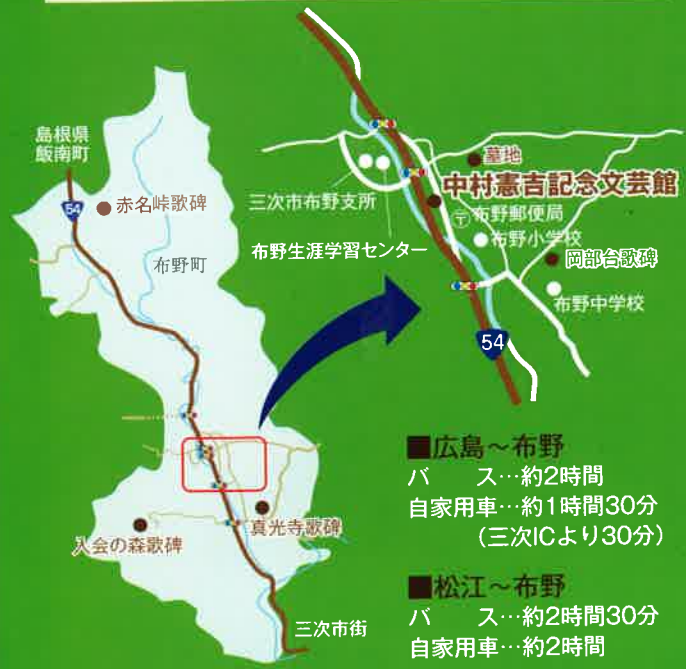 島根県
飯南町
54
赤名峠歌碑
布野町
入会の森歌碑
真光寺歌碑
三次市街
墓地
中村憲吉記念文芸館
三次市布野支所
〒布野郵便局
布野生涯学習センター
布野小学校
岡部台歌碑
布野中学校
54
■広島～布野
バ　　ス…約2時間
自家用車…約1時間30分
（三次ICより30分）
■松江～布野
バ　　ス…約2時間30分
自家用車…約2時間